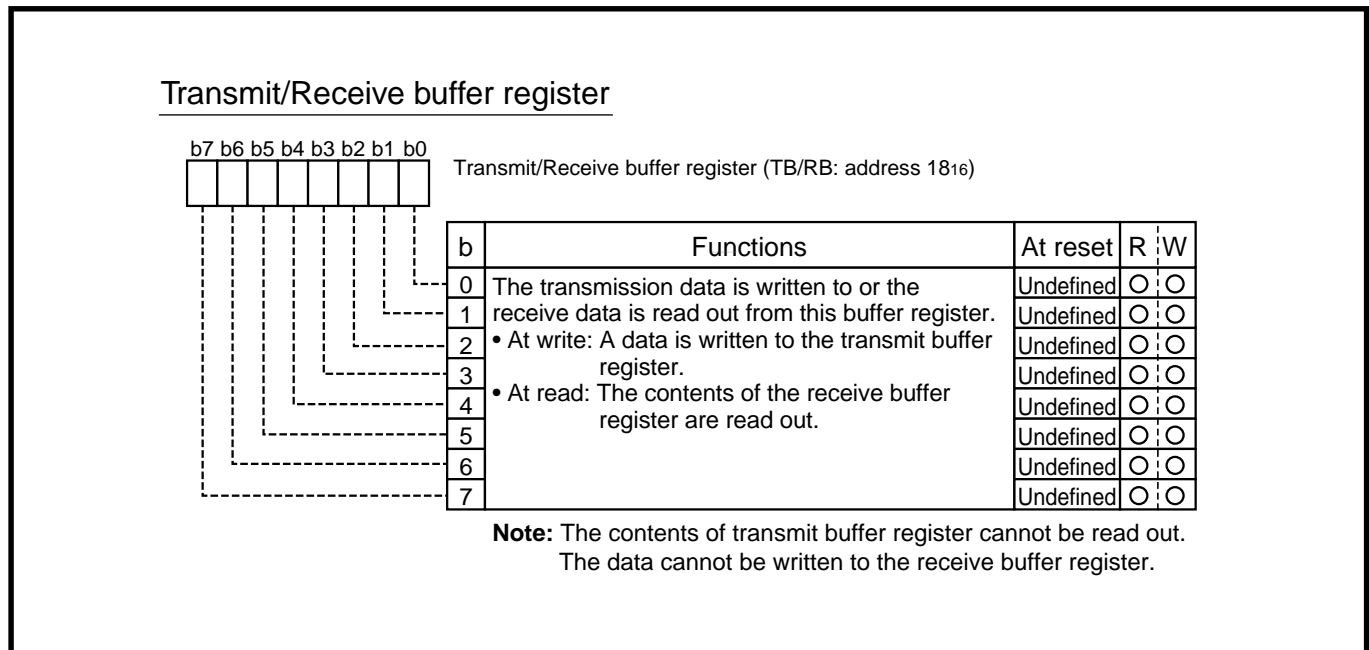 Transmit/Receive buffer register
b7 b6 b5 b4 b3 b2 b1 b0
Transmit/Receive buffer register (TB/RB: address 1816)
b Functions At reset R W
0 The transmission data is written to or the Undefined ○ ○
1 receive data is read out from this buffer register. Undefined ○ ○
2 • At write: A data is written to the transmit buffer Undefined ○ ○
3 register. Undefined ○ ○
4 • At read: The contents of the receive buffer Undefined ○ ○
5 register are read out. Undefined ○ ○
6 Undefined ○ ○
7 Undefined ○ ○
Note: The contents of transmit buffer register cannot be read out.
The data cannot be written to the receive buffer register.